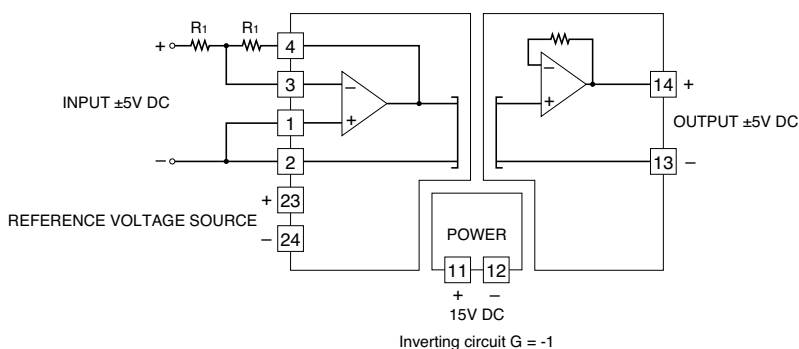 R1 R1
+ 4
3 −
INPUT ±5V DC
1 +
− 2
+ 23
REFERENCE VOLTAGE SOURCE
− 24
−
+
14 +
OUTPUT ±5V DC
13 −
POWER
11 12
+ −
15V DC
Inverting circuit G = -1